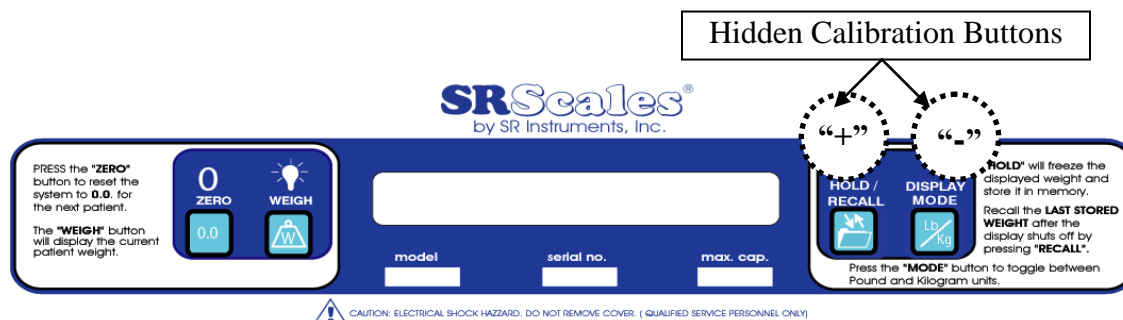 Hidden Calibration Buttons
SRScales®
by SR Instruments, Inc.
“+”
“-”
PRESS the "ZERO"
button to reset the
system to 0.0. for
the next patient.
The "WEIGH" button
will display the current
patient weight.
0
ZERO
WEIGH
0.0
W
HOLD /
RECALL
DISPLAY
MODE
Lb/Kg
"HOLD" will freeze the
displayed weight and
store it in memory.
Recall the LAST STORED
WEIGHT after the
display shuts off by
pressing "RECALL".
Press the "MODE" button to toggle between
Pound and Kilogram units.
model
serial no.
max. cap.
CAUTION: ELECTRICAL SHOCK HAZZARD. DO NOT REMOVE COVER. ( QUALIFIED SERVICE PERSONNEL ONLY)